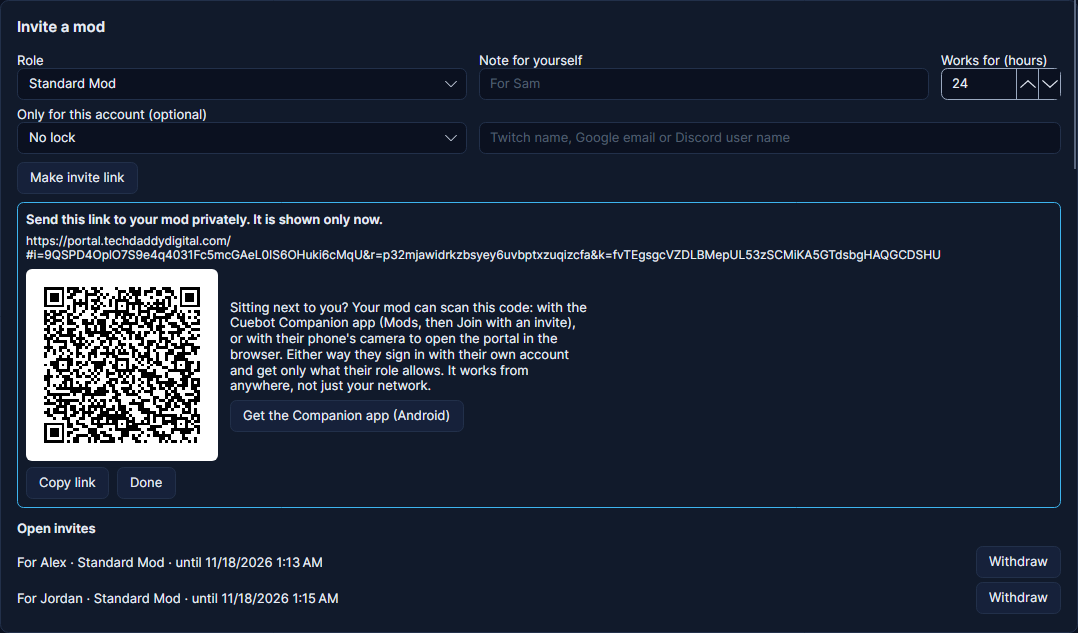 Invite a mod
Role
Note for yourself
Works for (hours)
Standard Mod
For Sam
24
Only for this account (optional)
No lock
Twitch name, Google email or Discord user name
Make invite link
Send this link to your mod privately. It is shown only now.
https://portal.techdaddydigital.com/
#i=9QSPD4OplO7S9e4q4031Fc5mcGAeL0IS6OHuki6cMqU&r=p32mjawidrkzbsyey6uvbptxzuqizcfa&k=fvTEgsgcVZDLBMepUL53zSCMiKA5GTdsbgHAQGCDSHU
Sitting next to you? Your mod can scan this code: with the
Cuebot Companion app (Mods, then Join with an invite),
or with their phone's camera to open the portal in the
browser. Either way they sign in with their own account
and get only what their role allows. It works from
anywhere, not just your network.
Get the Companion app (Android)
Copy link
Done
Open invites
For Alex · Standard Mod · until 11/18/2026 1:13 AM
Withdraw
For Jordan · Standard Mod · until 11/18/2026 1:15 AM
Withdraw